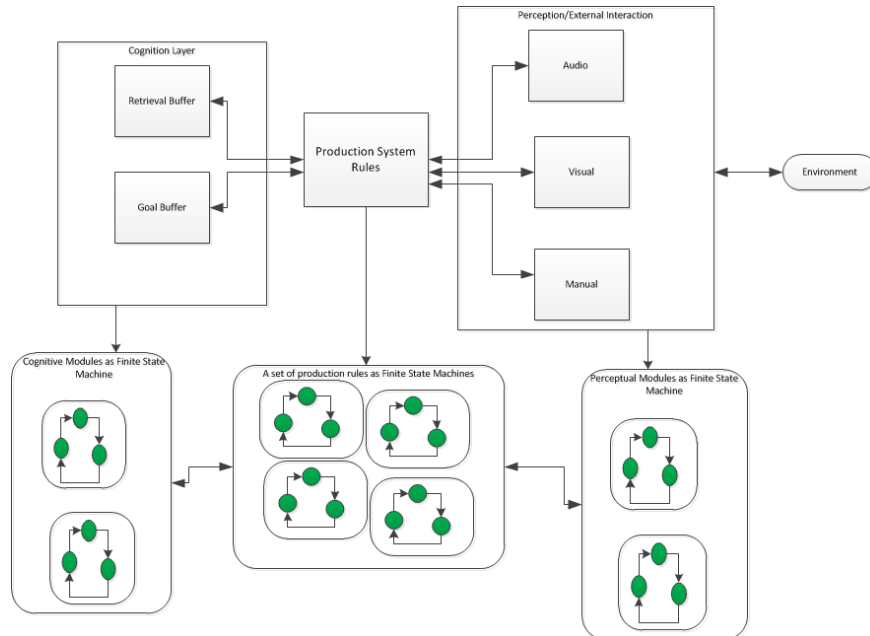 Cognition Layer
Retrieval Buffer
Goal Buffer
Production System
Rules
Perception/External Interaction
Audio
Visual
Manual
Environment
Cognitive Modules as Finite State
Machine
A set of production rules as Finite State Machines
Perceptual Modules as Finite State
Machine